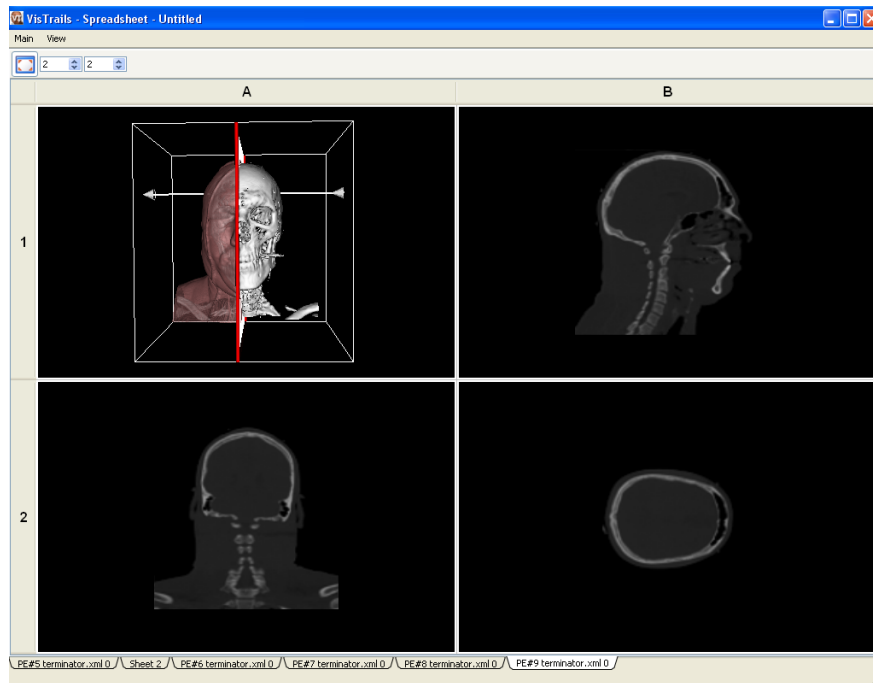 VisTrails - Spreadsheet - Untitled
Main View
2 2
A B
1
2
PE#5 terminator.xml 0 Sheet 2 PE#6 terminator.xml 0 PE#7 terminator.xml 0 PE#8 terminator.xml 0 PE#9 terminator.xml 0